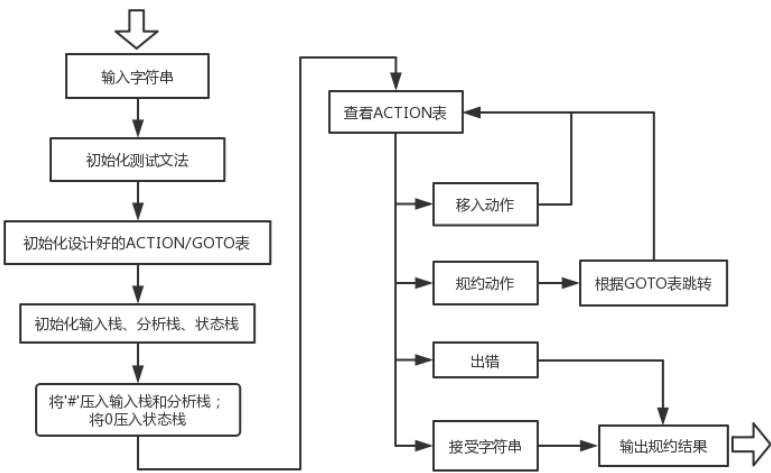 输入字符串
初始化测试文法
初始化设计好的ACTION/GOTO表
初始化输入栈、分析栈、状态栈
将'#'压入输入栈和分析栈；
将0压入状态栈
查看ACTION表
移入动作
规约动作
根据GOTO表跳转
出错
接受字符串
输出规约结果